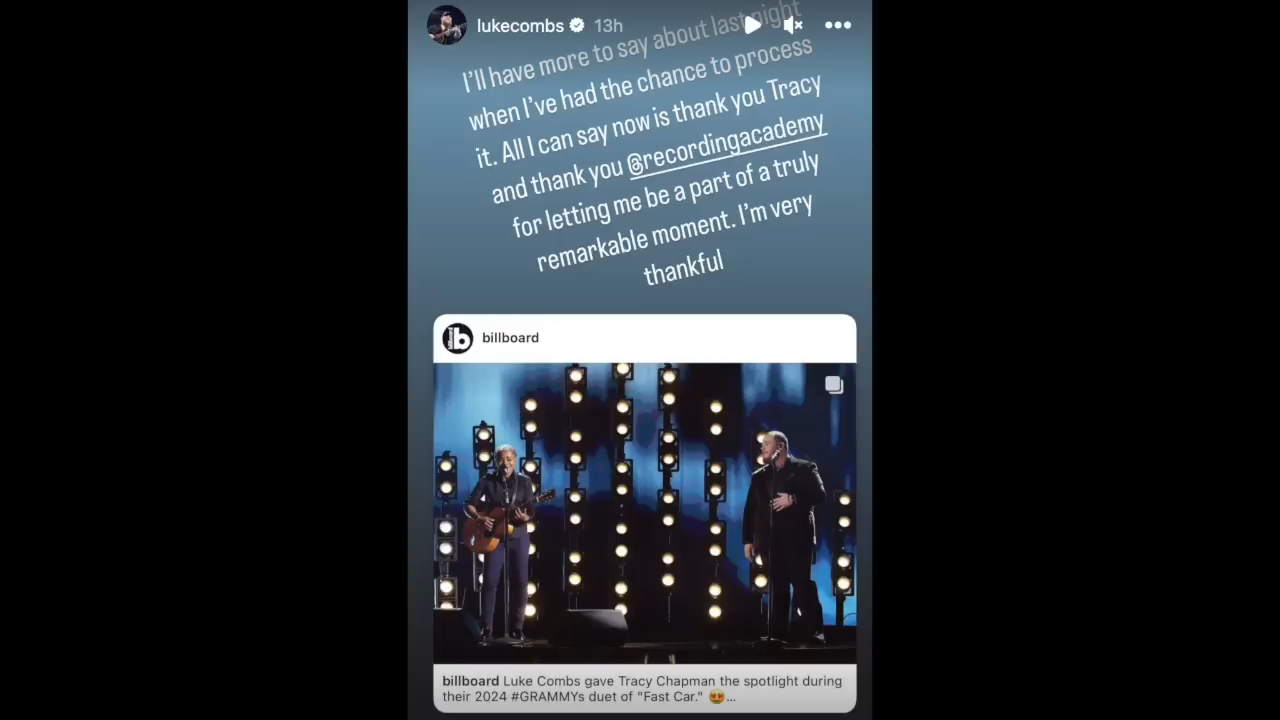 lukecombs 13h
I'll have more to say about last night
when I've had the chance to process
it. All I can say now is thank you Tracy
and thank you @recordingacademy
for letting me be a part of a truly
remarkable moment. I'm very
thankful
billboard
billboard Luke Combs gave Tracy Chapman the spotlight during
their 2024 #GRAMMYs duet of "Fast Car." 😍...